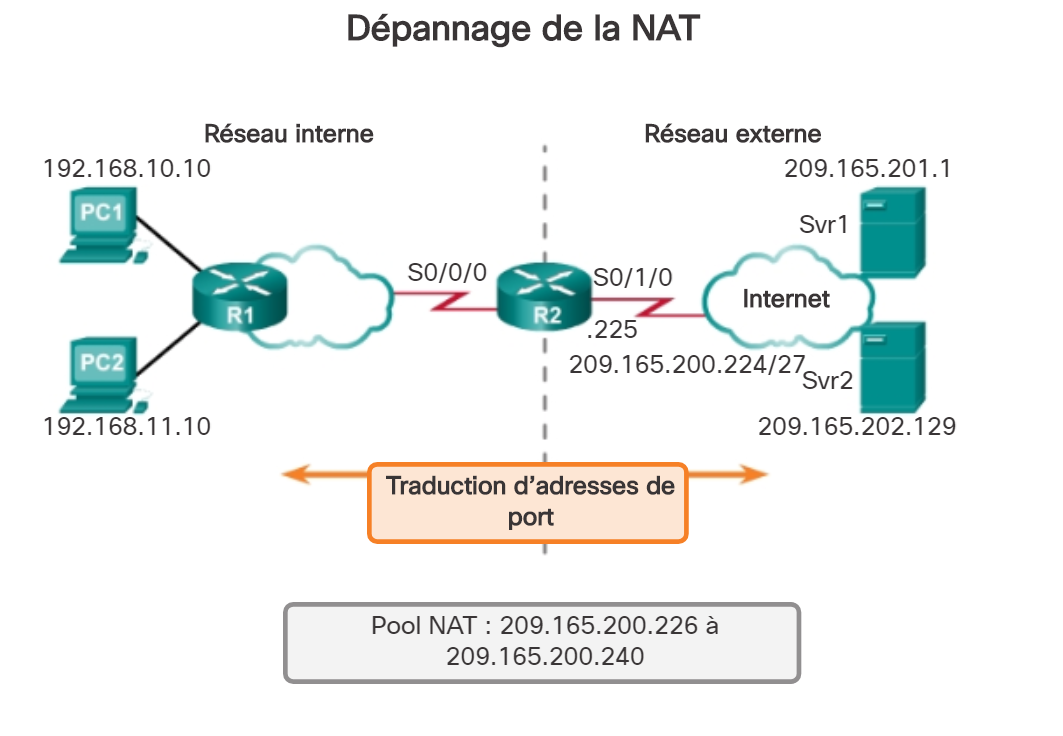 Dépannage de la NAT
Réseau interne
Réseau externe
192.168.10.10
209.165.201.1
PC1
Svr1
S0/0/0
S0/1/0
R1
R2
Internet
.225
209.165.200.224/27
PC2
Svr2
192.168.11.10
209.165.202.129
Traduction d’adresses de
port
Pool NAT : 209.165.200.226 à
209.165.200.240